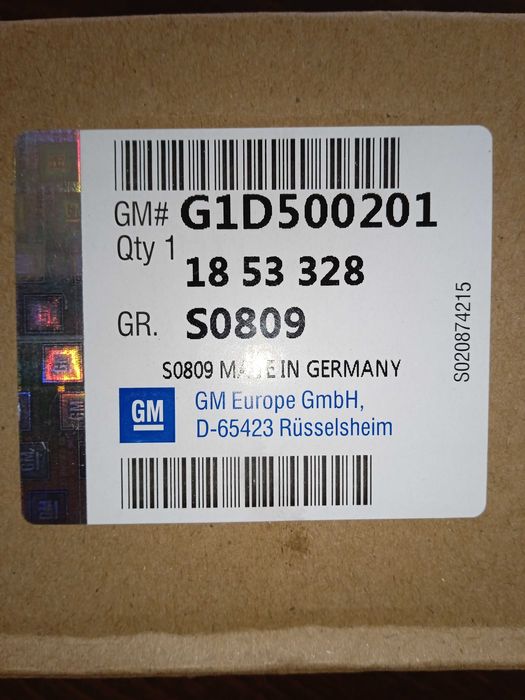 GM# G1D500201
Qty 1
18 53 328
GR. S0809
S0809 MADE IN GERMANY
GM
GM Europe GmbH,
D-65423 Rüsselsheim
S020874215